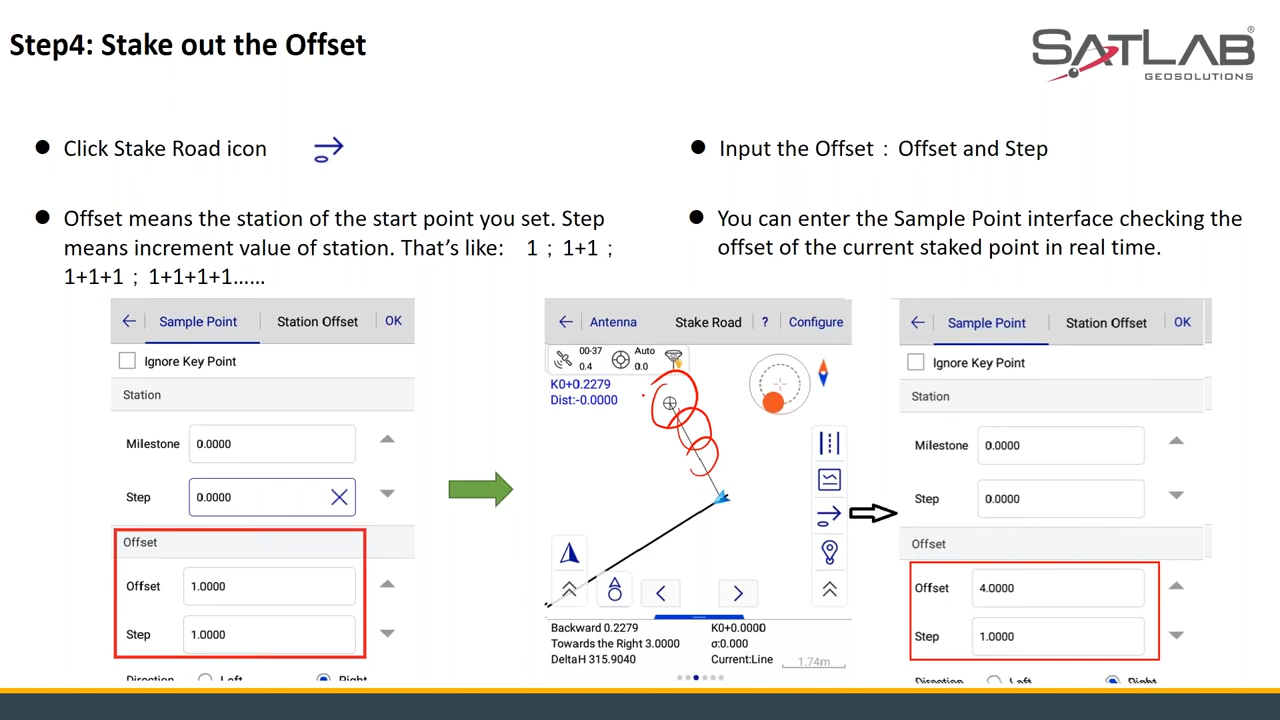 Step4: Stake out the Offset
SATLAB®
GEOSOLUTIONS
● Click Stake Road icon
● Offset means the station of the start point you set. Step
means increment value of station. That’s like: 1；1+1；
1+1+1；1+1+1+1……
● Input the Offset：Offset and Step
● You can enter the Sample Point interface checking the
offset of the current staked point in real time.
Sample Point Station Offset OK
Ignore Key Point
Station
Milestone 0.0000
Step 0.0000
Offset
Offset 1.0000
Step 1.0000
Direction Left Right
Antenna Stake Road ? Configure
00-37 Auto
0.4 0.0
K0+0.2279
Dist:-0.0000
Backward 0.2279 K0+0.0000
Towards the Right 3.0000 σ:0.000
DeltaH 315.9040 Current:Line 1.74m
Sample Point Station Offset OK
Ignore Key Point
Station
Milestone 0.0000
Step 0.0000
Offset
Offset 4.0000
Step 1.0000
Direction Left Right